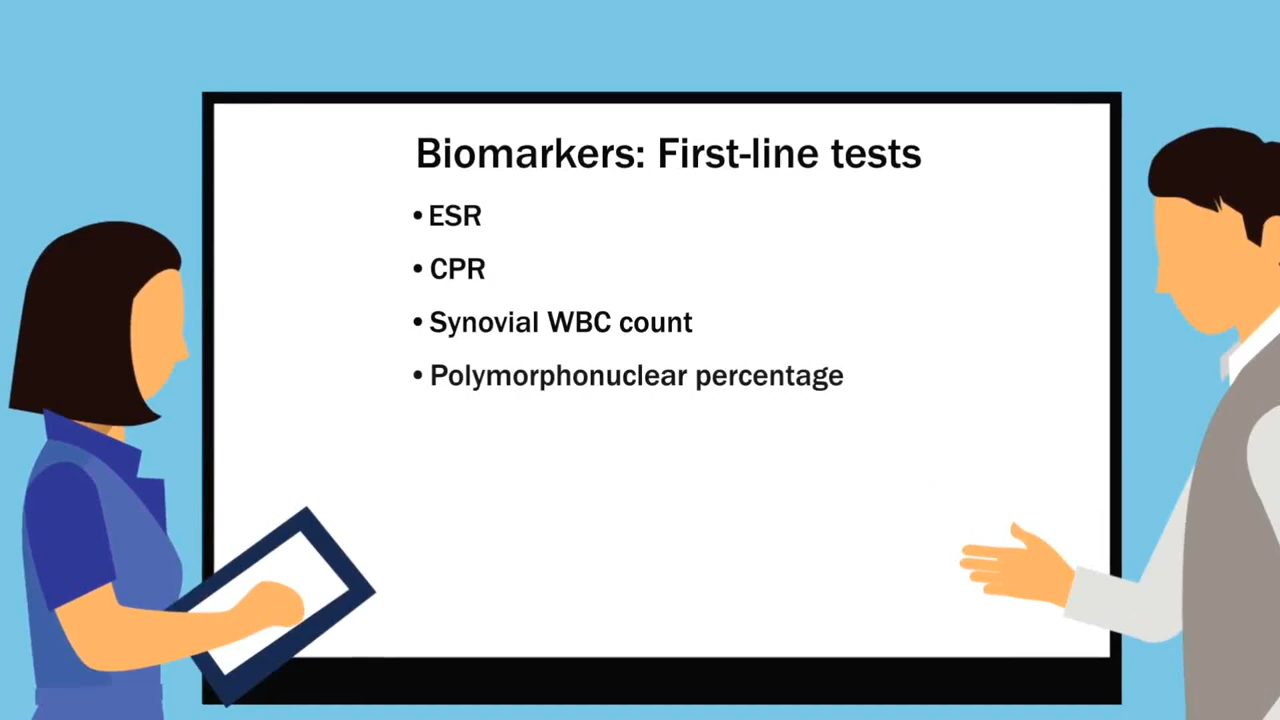 Biomarkers: First-line tests
• ESR
• CPR
• Synovial WBC count
• Polymorphonuclear percentage